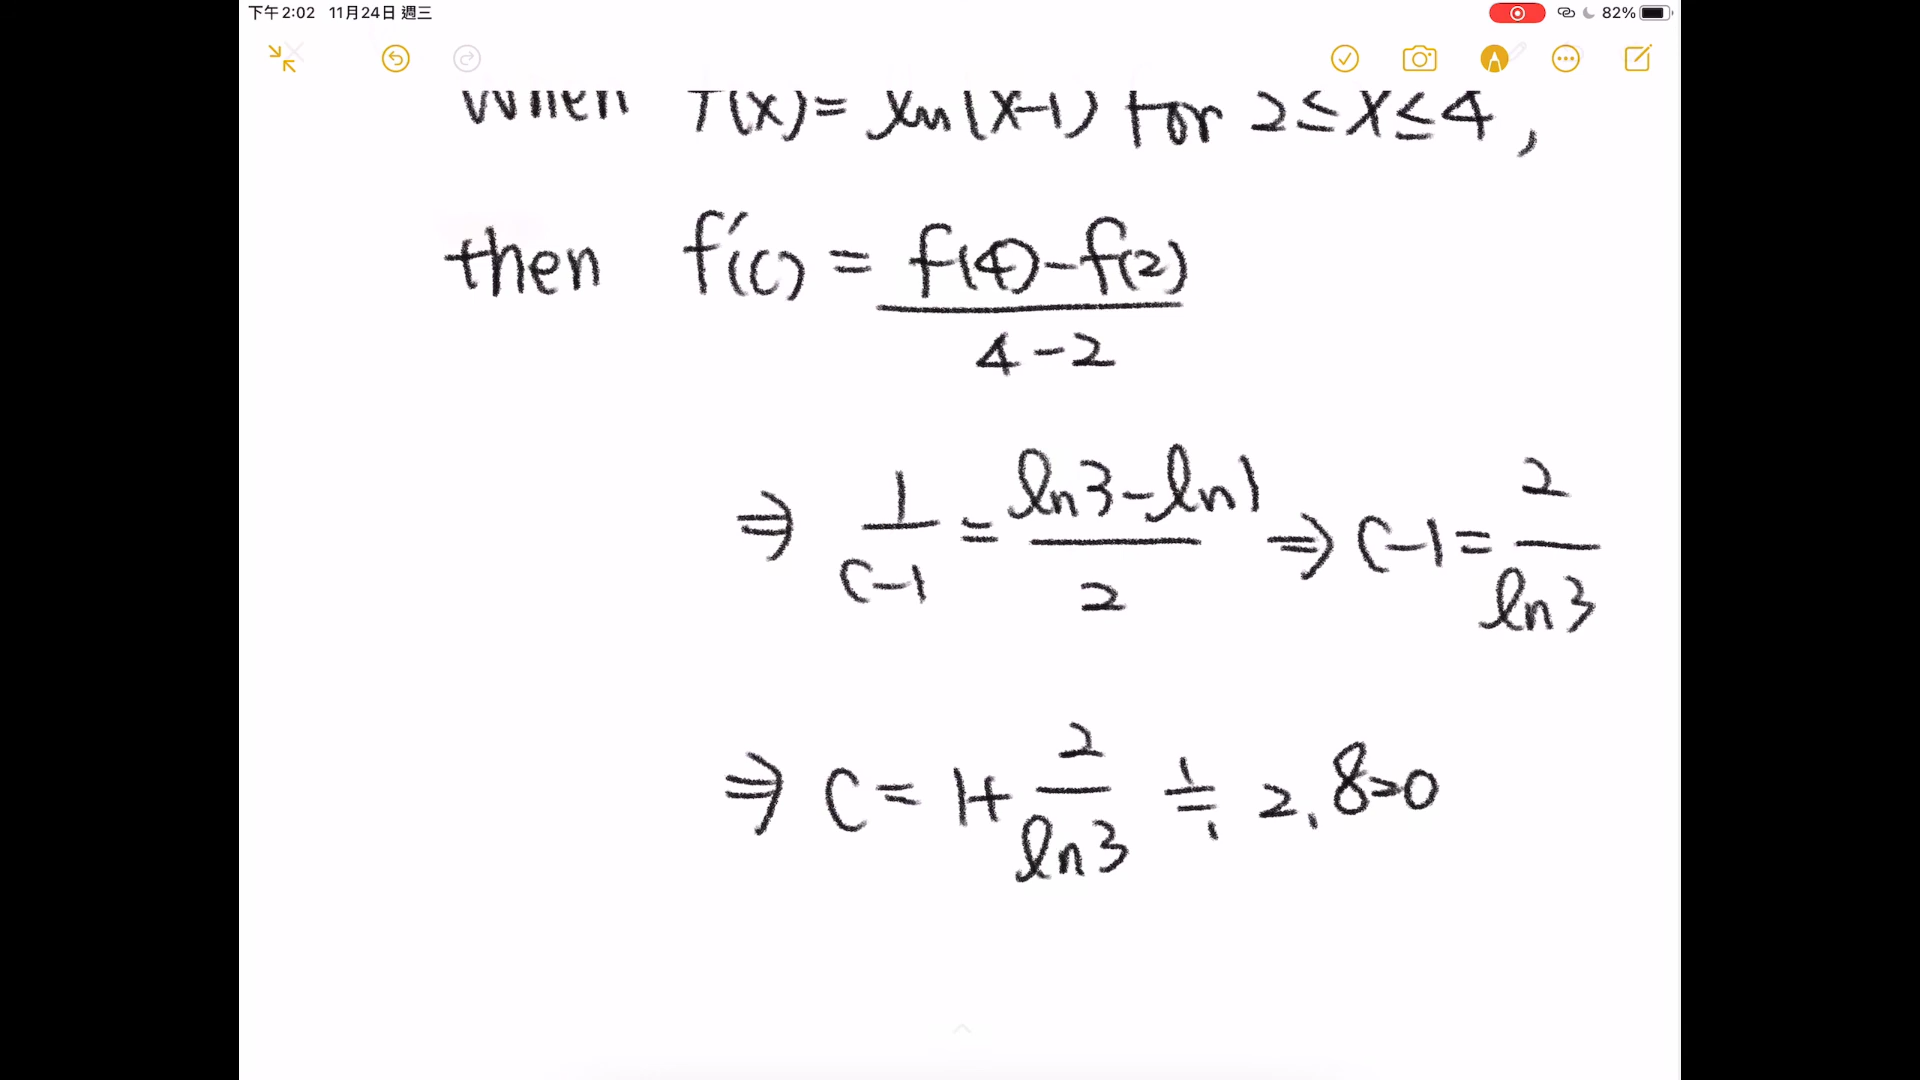 下午2:02 11月24日 週三 82%
When f(x)= ln(x-1) for 2≤x≤4,
then f'(c) = f(4)-f(2) / 4-2
⇒ 1 / c-1 = ln3-ln1 / 2 ⇒ c-1= 2 / ln3
⇒ c = 1+ 2 / ln3 ≒ 2.820